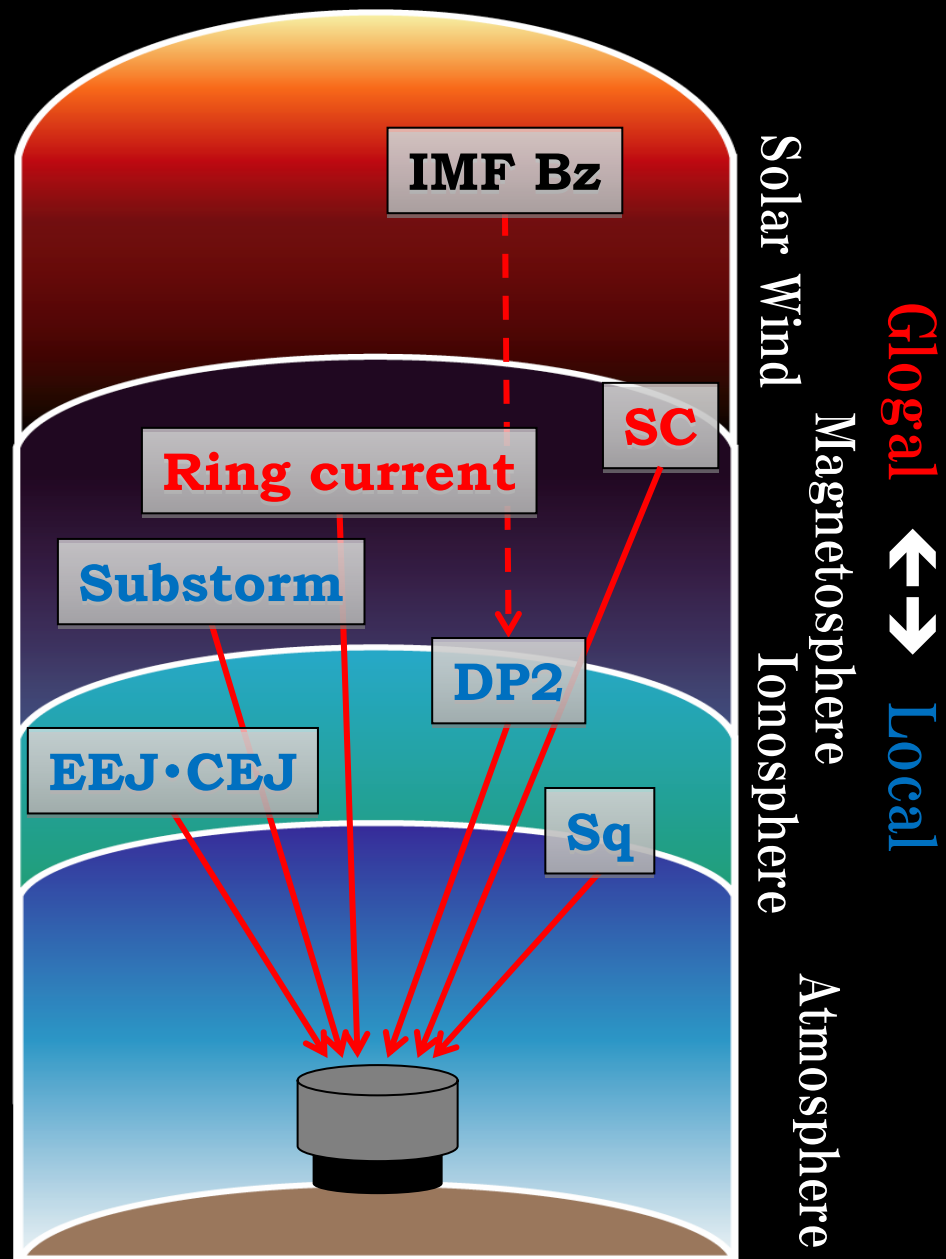 IMF Bz
SC
Ring current
Substorm
DP2
EEJ・CEJ
Sq
Solar Wind
Magnetosphere
Ionosphere
Atmosphere
Glogal
Local